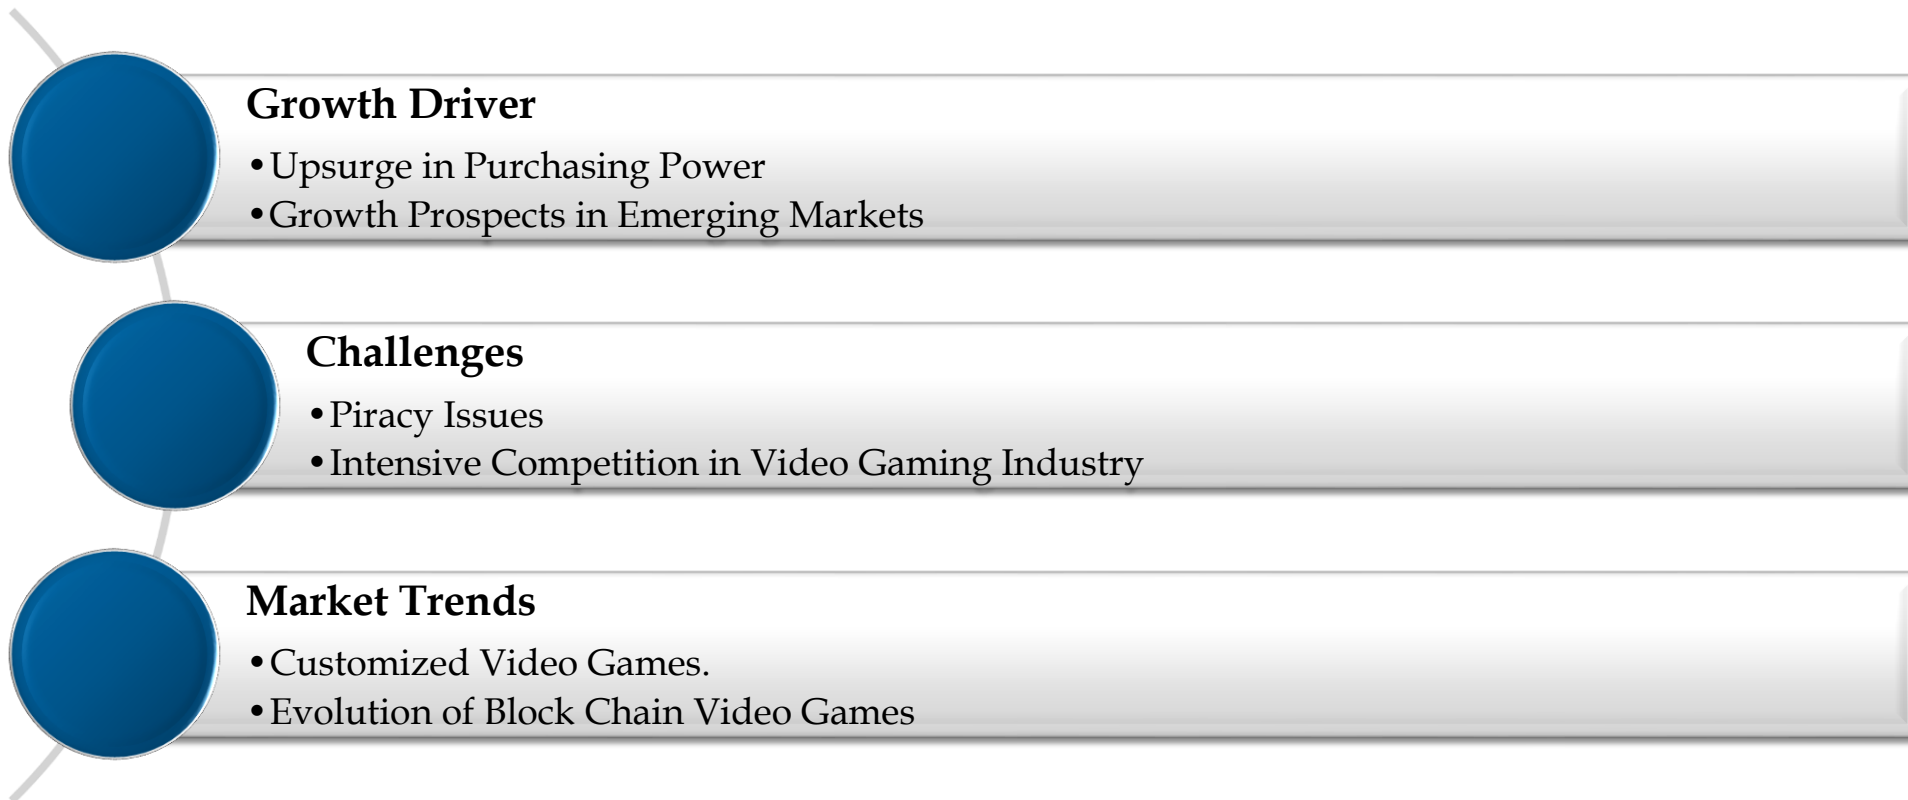 Growth Driver
•Upsurge in Purchasing Power
•Growth Prospects in Emerging Markets
Challenges
•Piracy Issues
•Intensive Competition in Video Gaming Industry
Market Trends
•Customized Video Games.
•Evolution of Block Chain Video Games